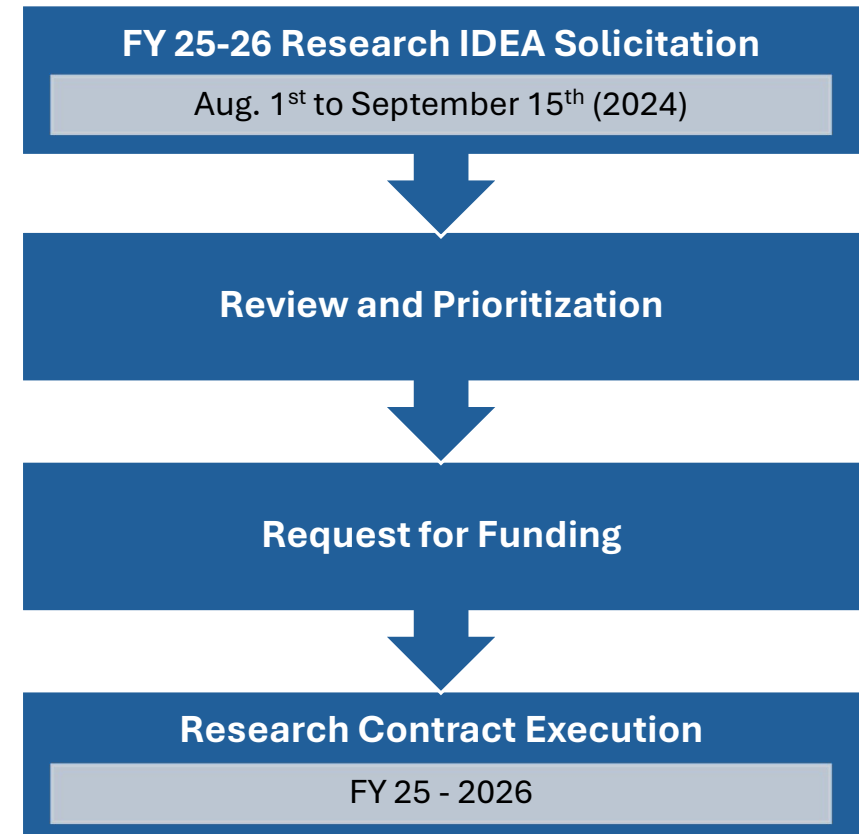 FY 25-26 Research IDEA Solicitation
Aug. 1st to September 15th (2024)
Review and Prioritization
Request for Funding
Research Contract Execution
FY 25 - 2026